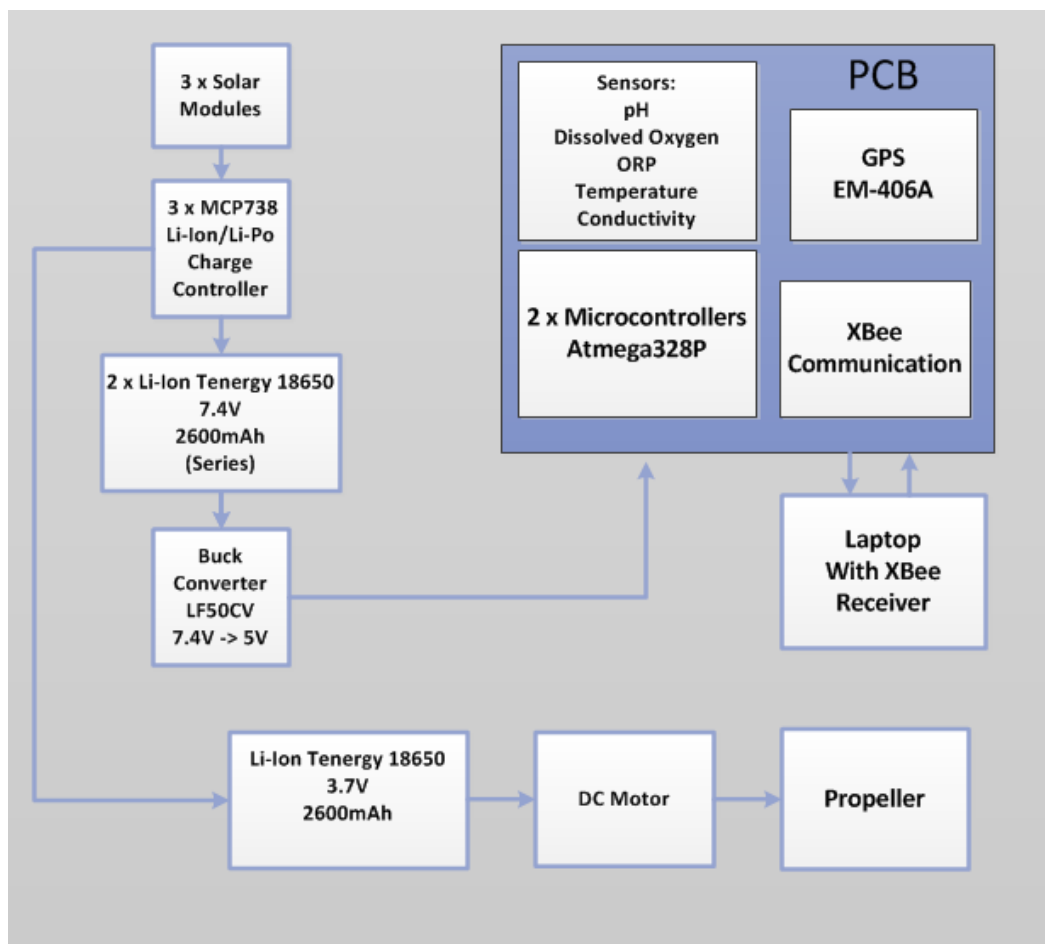 3 x Solar
Modules
3 x MCP738
Li-Ion/Li-Po
Charge
Controller
2 x Li-Ion Tenergy 18650
7.4V
2600mAh
(Series)
Buck
Converter
LF50CV
7.4V -> 5V
PCB
Sensors:
pH
Dissolved Oxygen
ORP
Temperature
Conductivity
GPS
EM-406A
2 x Microcontrollers
Atmega328P
XBee
Communication
Laptop
With XBee
Receiver
Li-Ion Tenergy 18650
3.7V
2600mAh
DC Motor
Propeller